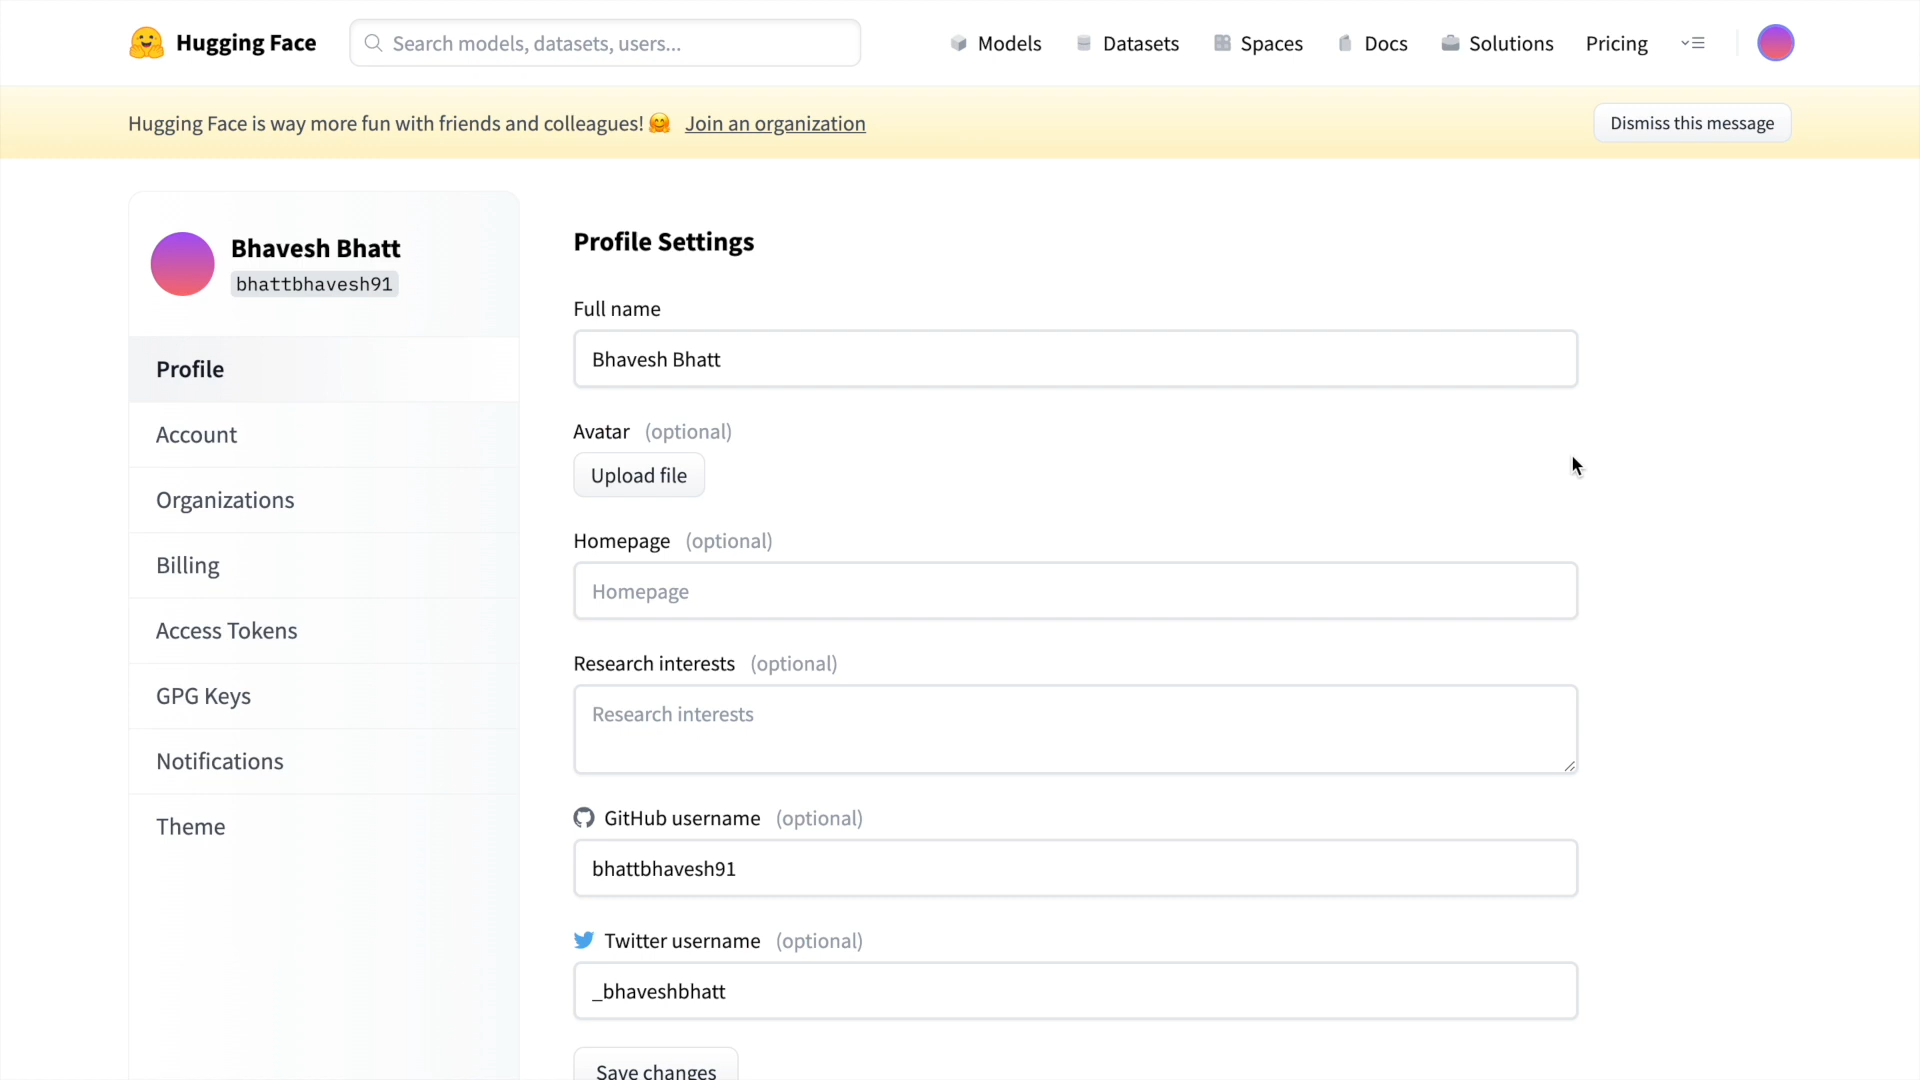 Hugging Face
Search models, datasets, users...
Models
Datasets
Spaces
Docs
Solutions
Pricing
Hugging Face is way more fun with friends and colleagues! 🤗 Join an organization
Dismiss this message
Bhavesh Bhatt
bhattbhavesh91
Profile
Account
Organizations
Billing
Access Tokens
GPG Keys
Notifications
Theme
Profile Settings
Full name
Bhavesh Bhatt
Avatar (optional)
Upload file
Homepage (optional)
Homepage
Research interests (optional)
Research interests
GitHub username (optional)
bhattbhavesh91
Twitter username (optional)
_bhaveshbhatt
Save changes